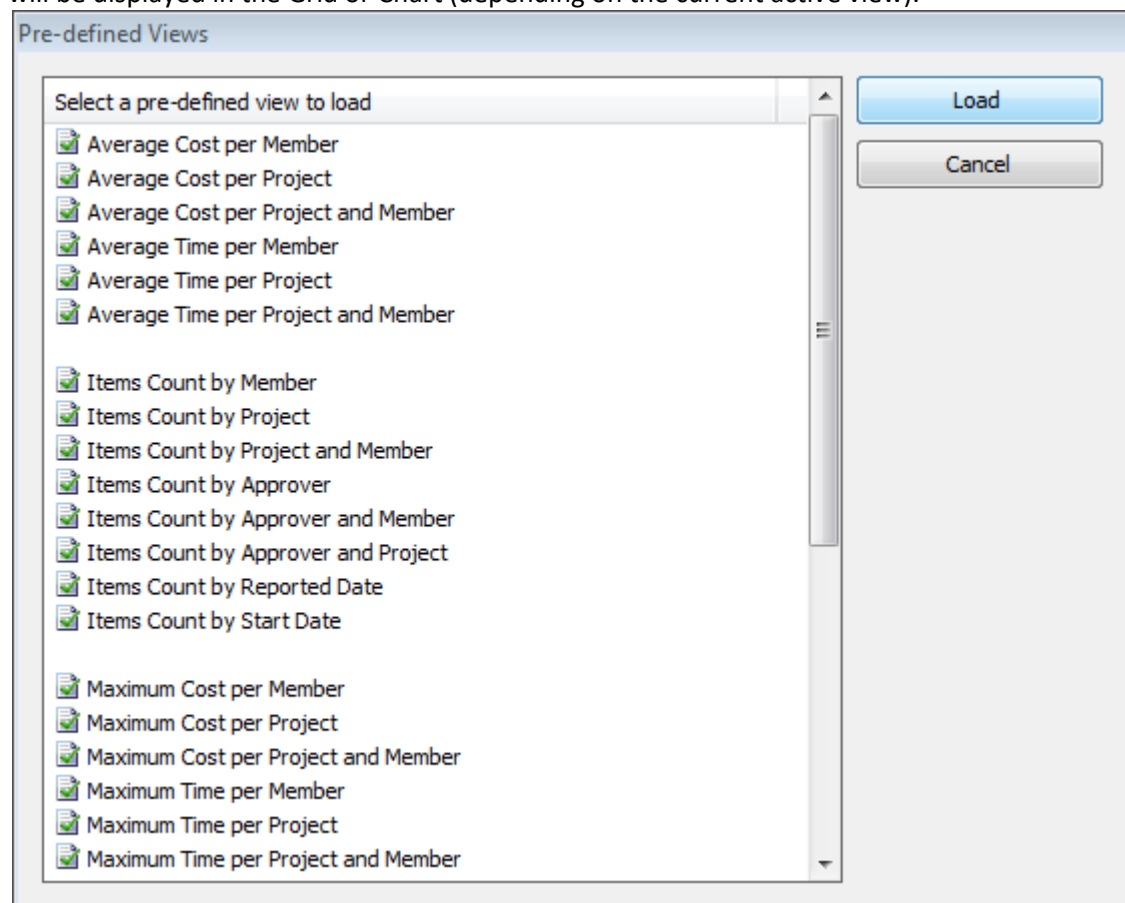 will be displayed in the Grid or Chart (depending on the current active view).
Pre-defined Views
Select a pre-defined view to load
Load
Average Cost per Member
Cancel
Average Cost per Project
Average Cost per Project and Member
Average Time per Member
Average Time per Project
Average Time per Project and Member
Items Count by Member
Items Count by Project
Items Count by Project and Member
Items Count by Approver
Items Count by Approver and Member
Items Count by Approver and Project
Items Count by Reported Date
Items Count by Start Date
Maximum Cost per Member
Maximum Cost per Project
Maximum Cost per Project and Member
Maximum Time per Member
Maximum Time per Project
Maximum Time per Project and Member